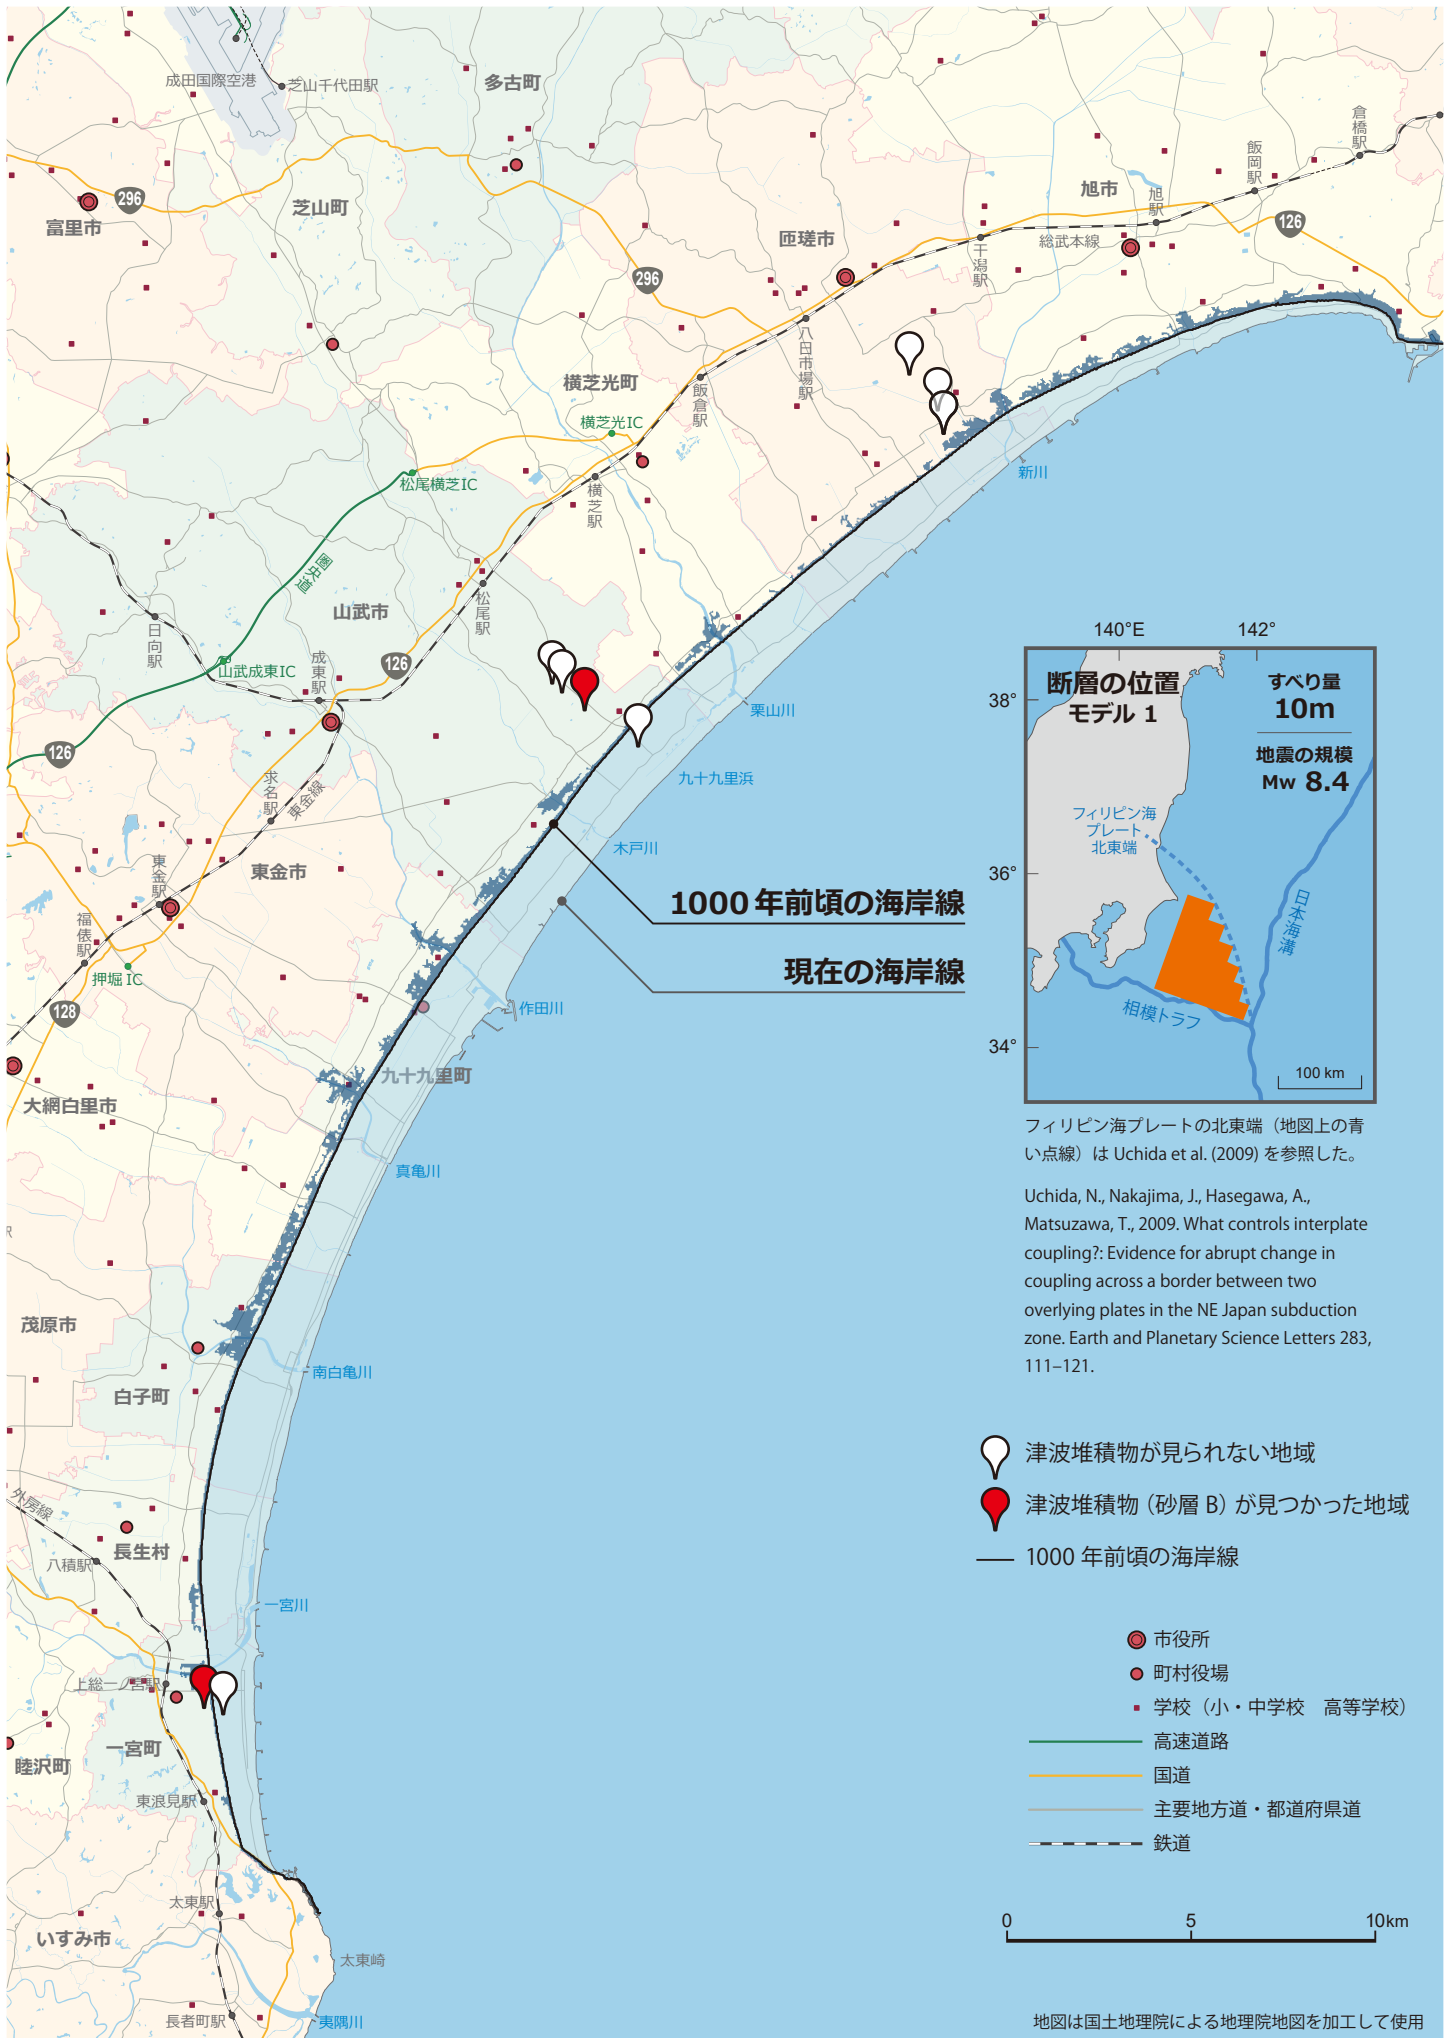 成田国際空港
芝山千代田駅
多古町
倉橋駅
飯岡駅
296
芝山町
旭市
旭駅
富里市
匝瑳市
総武本線
126
干潟駅
296
八日市場駅
横芝光町
飯倉駅
横芝光IC
新川
松尾横芝IC
横芝駅
圏央道
山武市
松尾駅
日向駅
成東駅
126
山武成東IC
栗山川
126
九十九里浜
求名駅
東金線
木戸川
東金市
東金駅
福俵駅
押堀IC
1000年前頃の海岸線
現在の海岸線
128
作田川
九十九里町
大網白里市
真亀川
駅
茂原市
南白亀川
白子町
外房線
長生村
八積駅
一宮川
上総一ノ宮駅
一宮町
睦沢町
東浪見駅
太東駅
いすみ市
太東崎
長者町駅
夷隅川
140°E
142°
38°
36°
34°
断層の位置
モデル 1
すべり量
10m
地震の規模
Mw 8.4
フィリピン海
プレート
北東端
日本海溝
相模トラフ
100 km
フィリピン海プレートの北東端（地図上の青
い点線）は Uchida et al. (2009) を参照した。
Uchida, N., Nakajima, J., Hasegawa, A.,
Matsuzawa, T., 2009. What controls interplate
coupling?: Evidence for abrupt change in
coupling across a border between two
overlying plates in the NE Japan subduction
zone. Earth and Planetary Science Letters 283,
111–121.
津波堆積物が見られない地域
津波堆積物（砂層 B）が見つかった地域
1000 年前頃の海岸線
市役所
町村役場
学校（小・中学校　高等学校）
高速道路
国道
主要地方道・都道府県道
鉄道
0
5
10km
地図は国土地理院による地理院地図を加工して使用